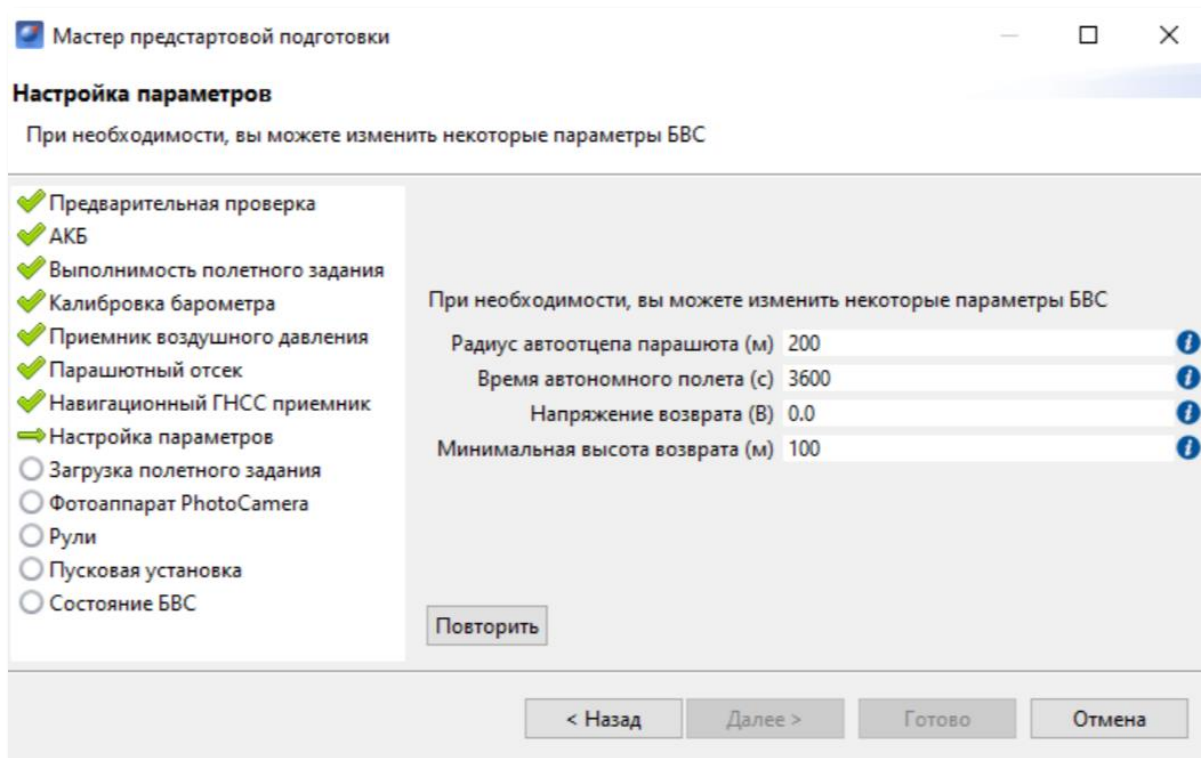 Мастер предстартовой подготовки
Настройка параметров
При необходимости, вы можете изменить некоторые параметры БВС
Предварительная проверка
АКБ
Выполнимость полетного задания
Калибровка барометра
Приемник воздушного давления
Парашютный отсек
Навигационный ГНСС приемник
Настройка параметров
Загрузка полетного задания
Фотоаппарат PhotoCamera
Рули
Пусковая установка
Состояние БВС
При необходимости, вы можете изменить некоторые параметры БВС
Радиус автоотцепа парашюта (м) 200
Время автономного полета (с) 3600
Напряжение возврата (В) 0.0
Минимальная высота возврата (м) 100
Повторить
< Назад Далее > Готово Отмена